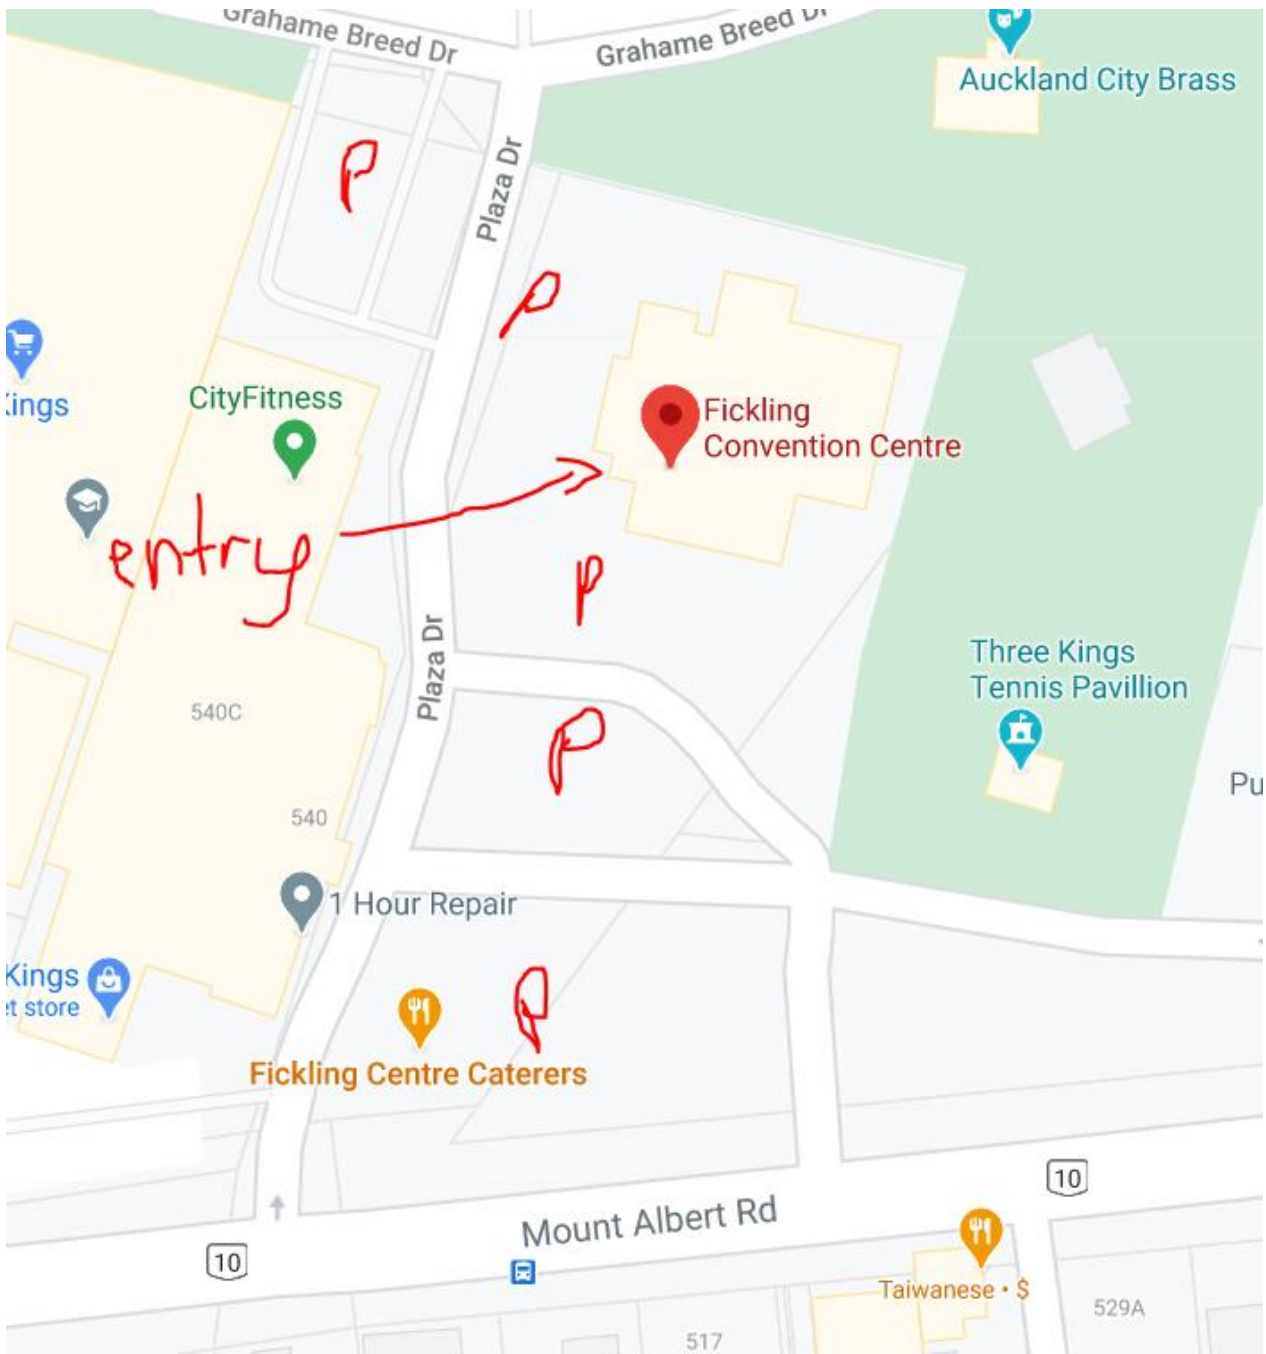 Grahame Breed Dr
Grahame Breed Dr
Auckland City Brass
P
Plaza Dr
P
Kings
CityFitness
Fickling
Convention Centre
entry
P
Plaza Dr
Three Kings
Tennis Pavillion
540C
P
Pu
540
1 Hour Repair
Kings
et store
P
Fickling Centre Caterers
10
Mount Albert Rd
10
Taiwanese • $
529A
517